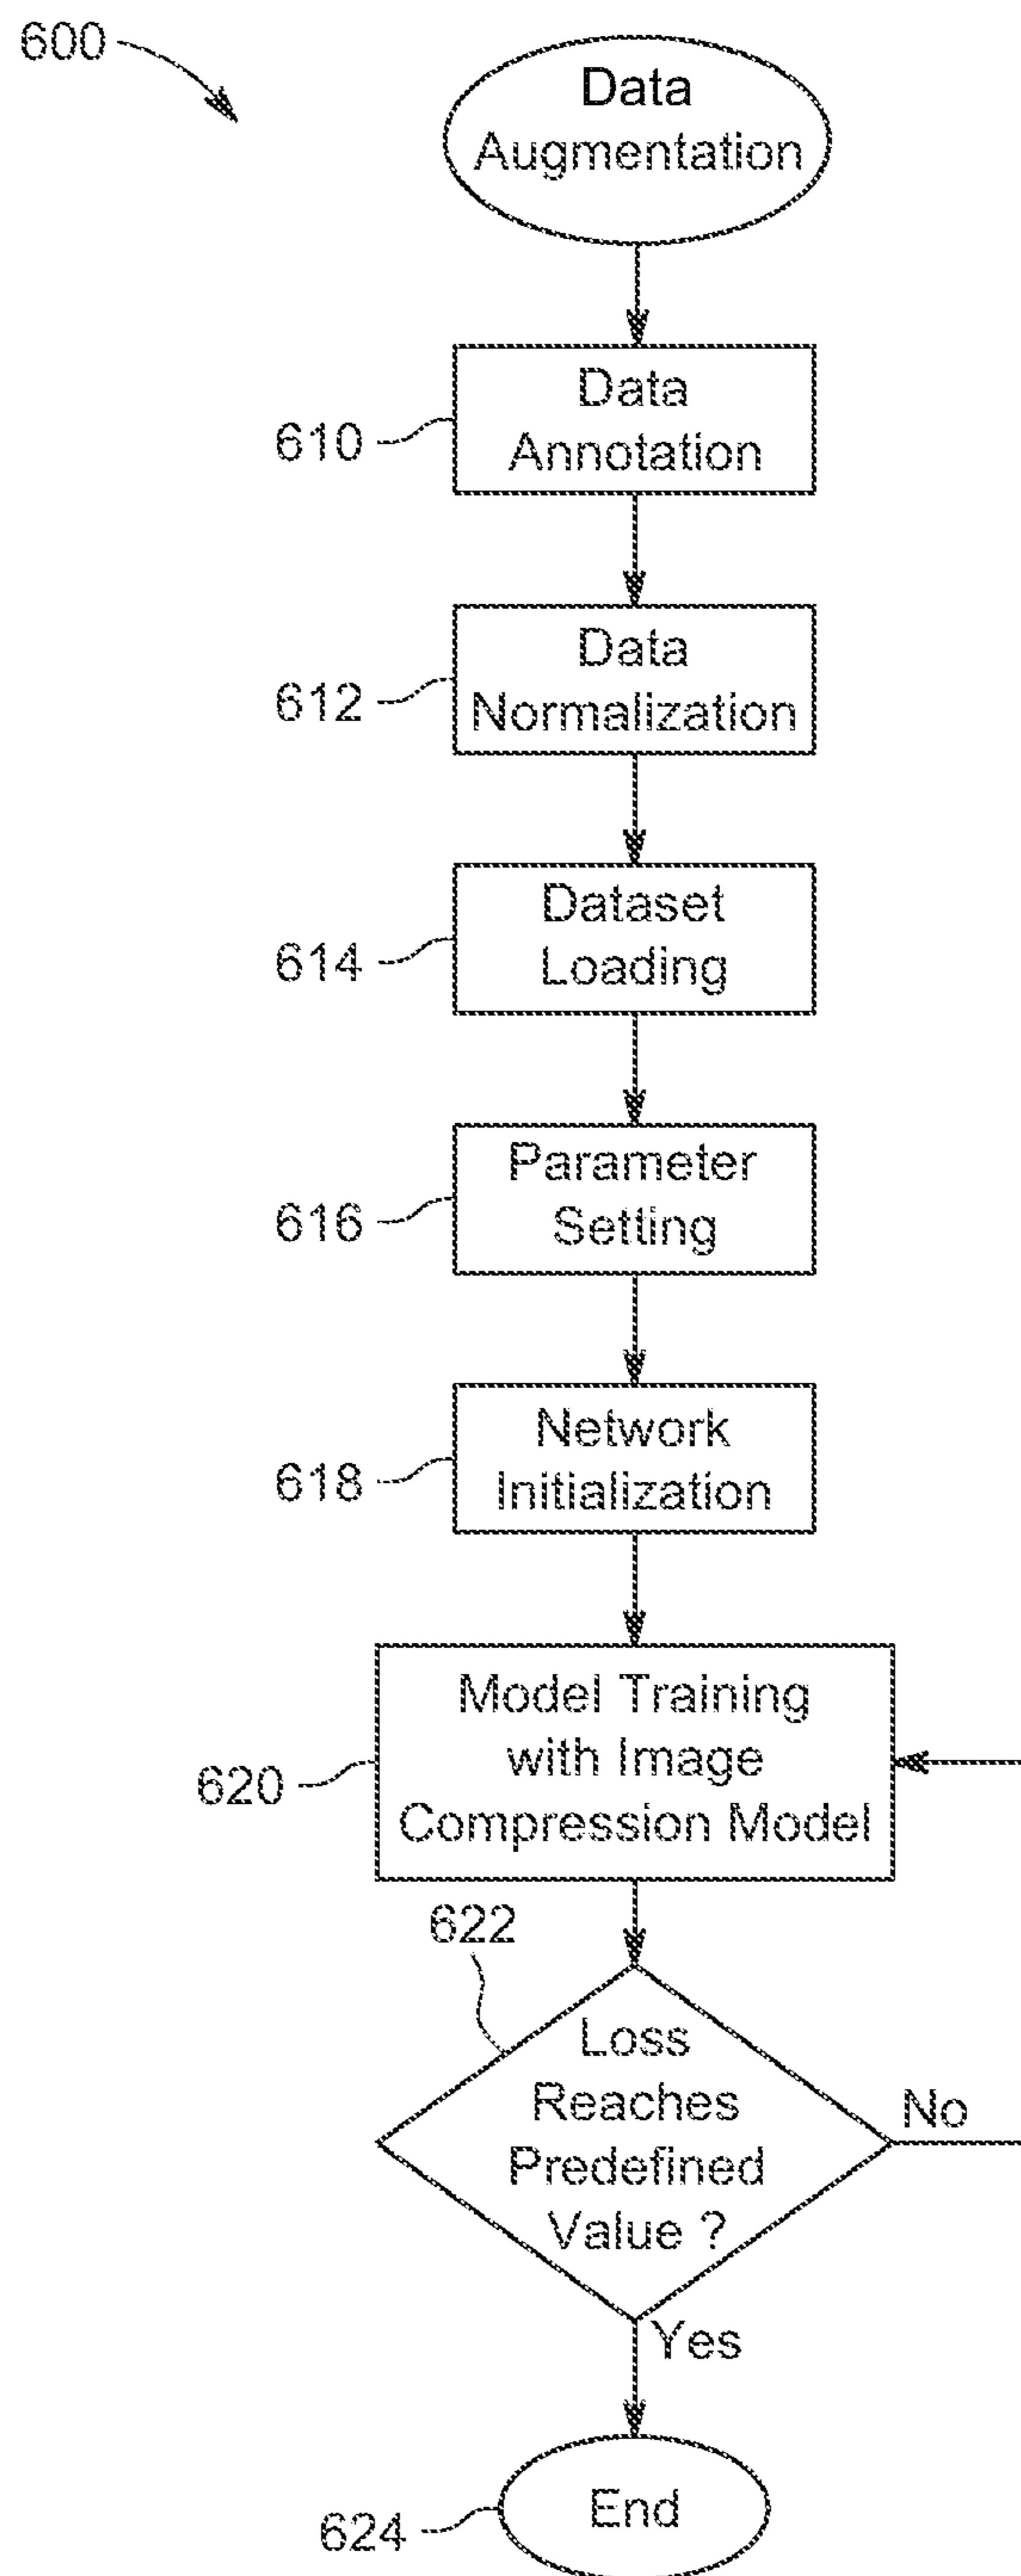 600
Data
Augmentation
610
Data
Annotation
612
Data
Normalization
614
Dataset
Loading
616
Parameter
Setting
618
Network
Initialization
620
Model Training
with Image
Compression Model
622
Loss
Reaches
Predefined
Value ?
No
Yes
624
End